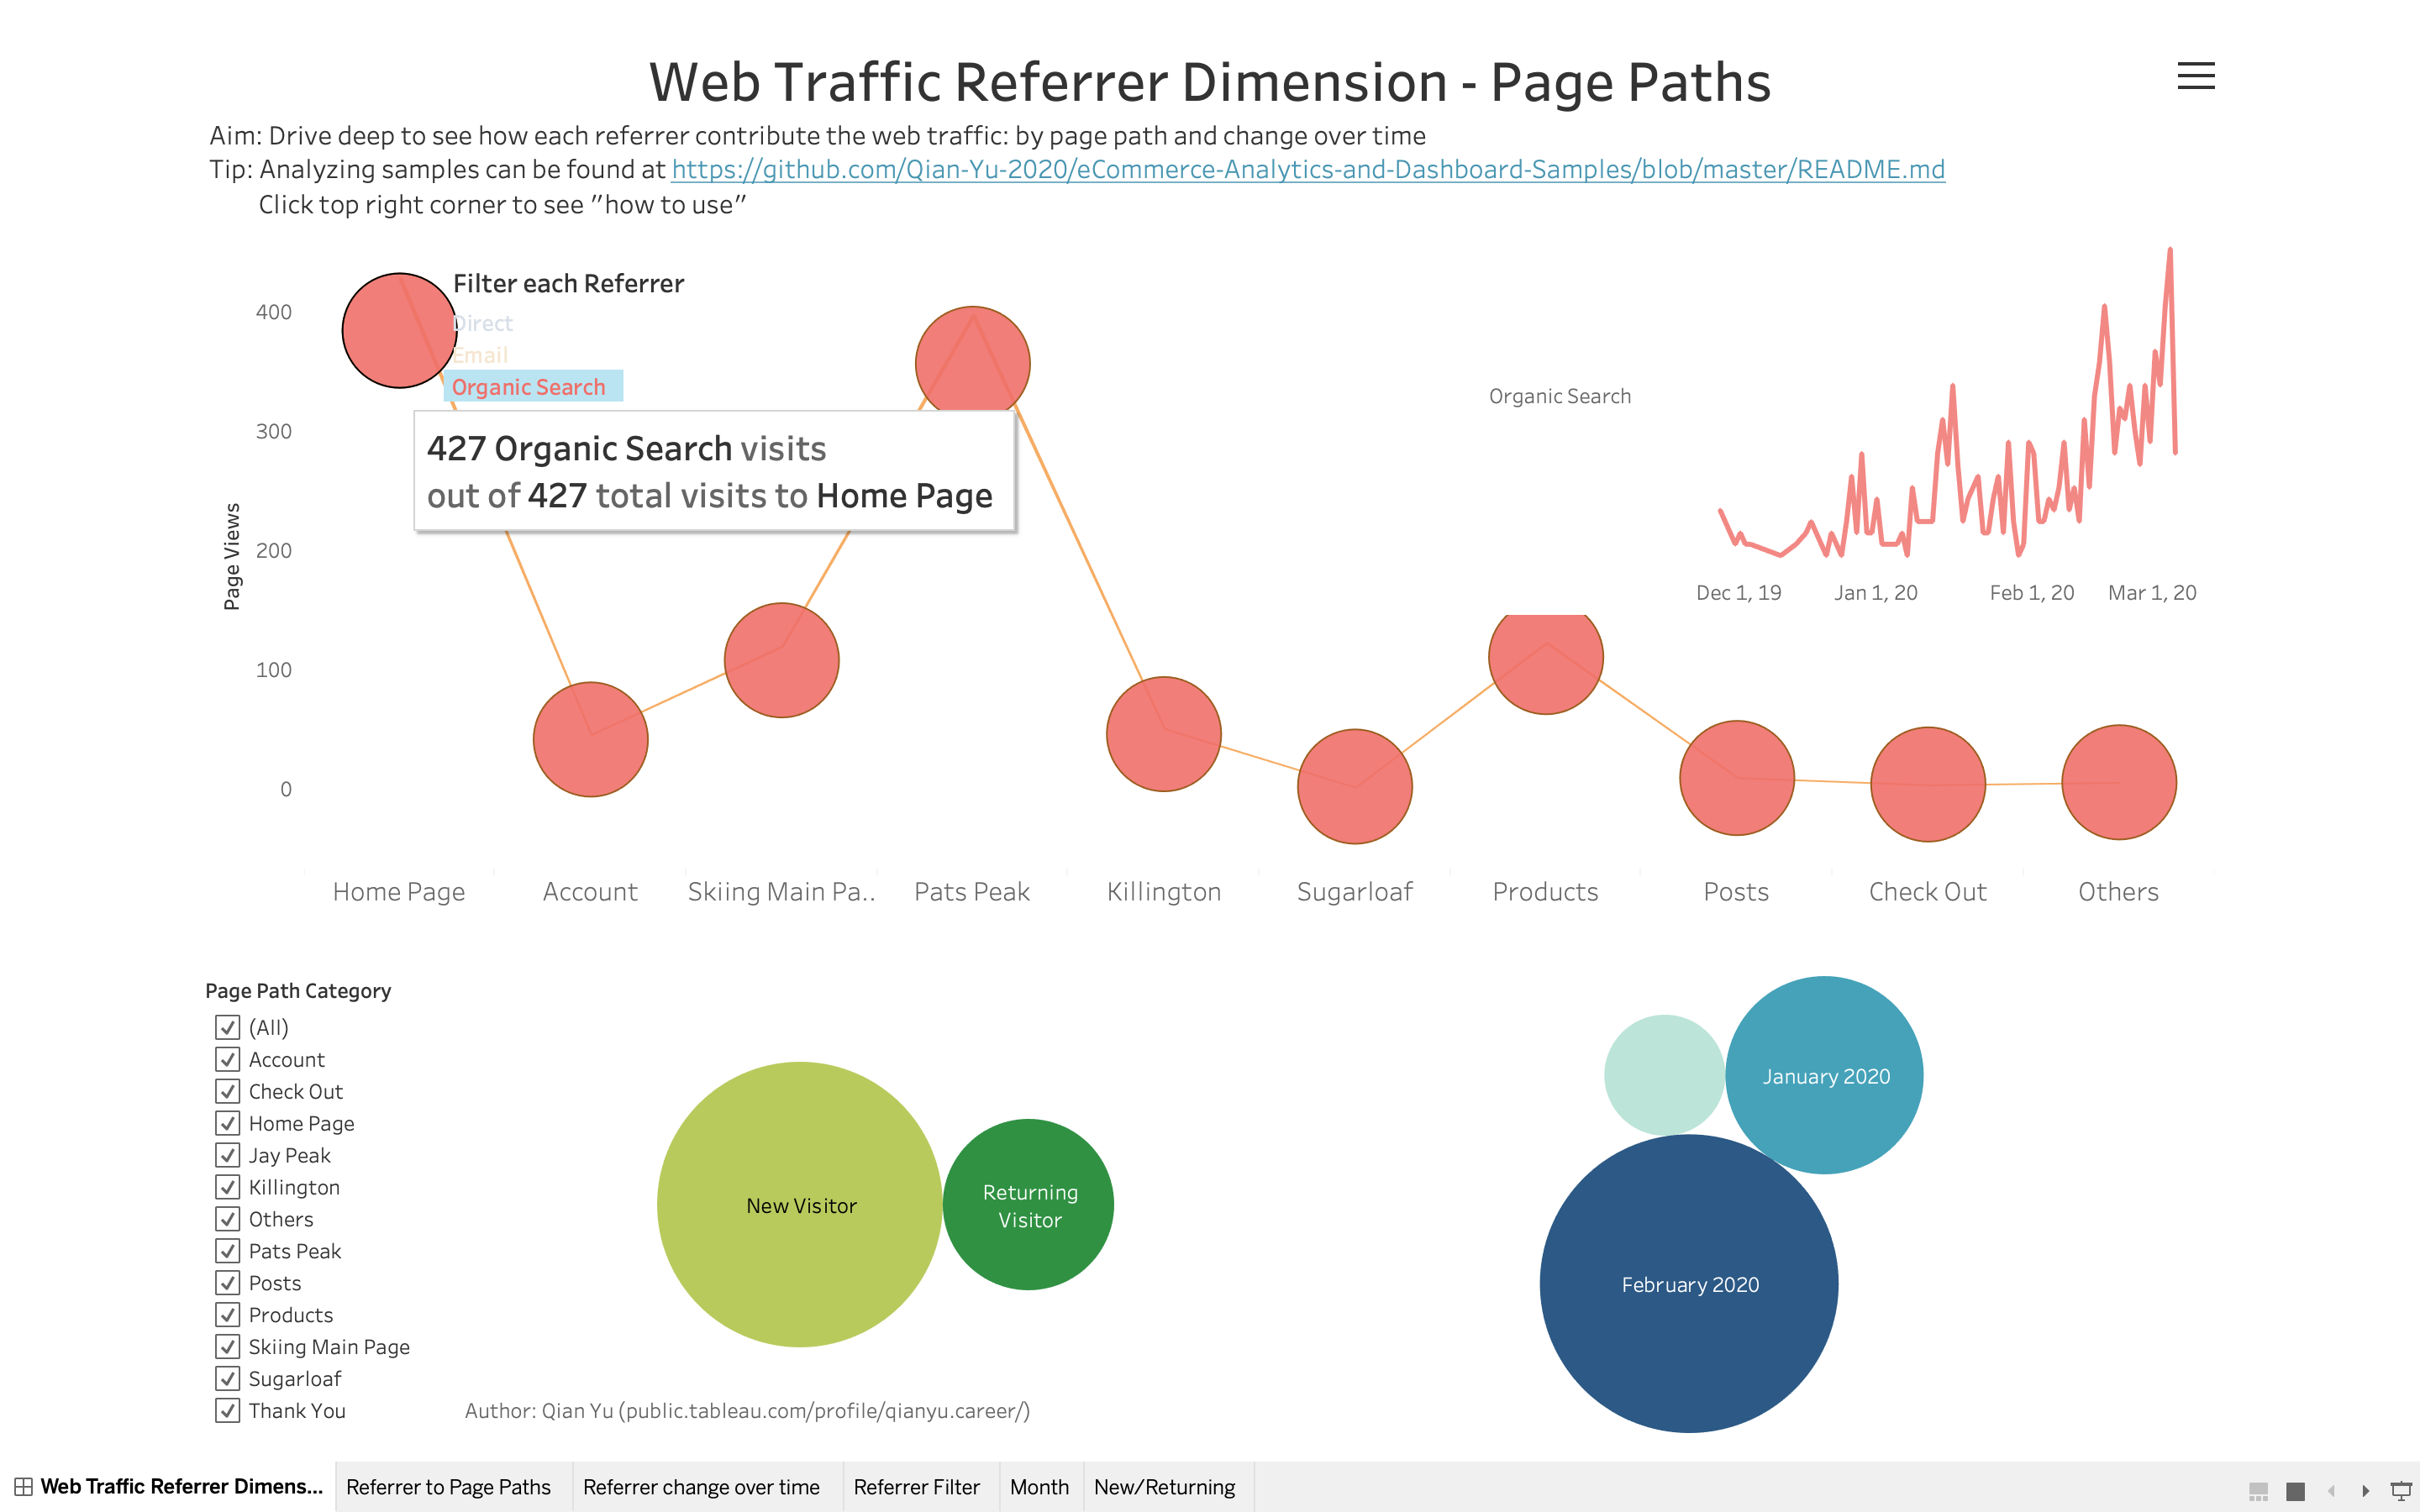 Web Traffic Referrer Dimension - Page Paths
Aim: Drive deep to see how each referrer contribute the web traffic: by page path and change over time
Tip: Analyzing samples can be found at https://github.com/Qian-Yu-2020/eCommerce-Analytics-and-Dashboard-Samples/blob/master/README.md
Click top right corner to see "how to use"
Filter each Referrer
Direct
Email
Organic Search
427 Organic Search visits
out of 427 total visits to Home Page
Page Views
400
300
200
100
0
Organic Search
Dec 1, 19
Jan 1, 20
Feb 1, 20
Mar 1, 20
Home Page
Account
Skiing Main Pa..
Pats Peak
Killington
Sugarloaf
Products
Posts
Check Out
Others
Page Path Category
(All)
Account
Check Out
Home Page
Jay Peak
Killington
Others
Pats Peak
Posts
Products
Skiing Main Page
Sugarloaf
Thank You
New Visitor
Returning
Visitor
January 2020
February 2020
Author: Qian Yu (public.tableau.com/profile/qianyu.career/)
Web Traffic Referrer Dimens...
Referrer to Page Paths
Referrer change over time
Referrer Filter
Month
New/Returning